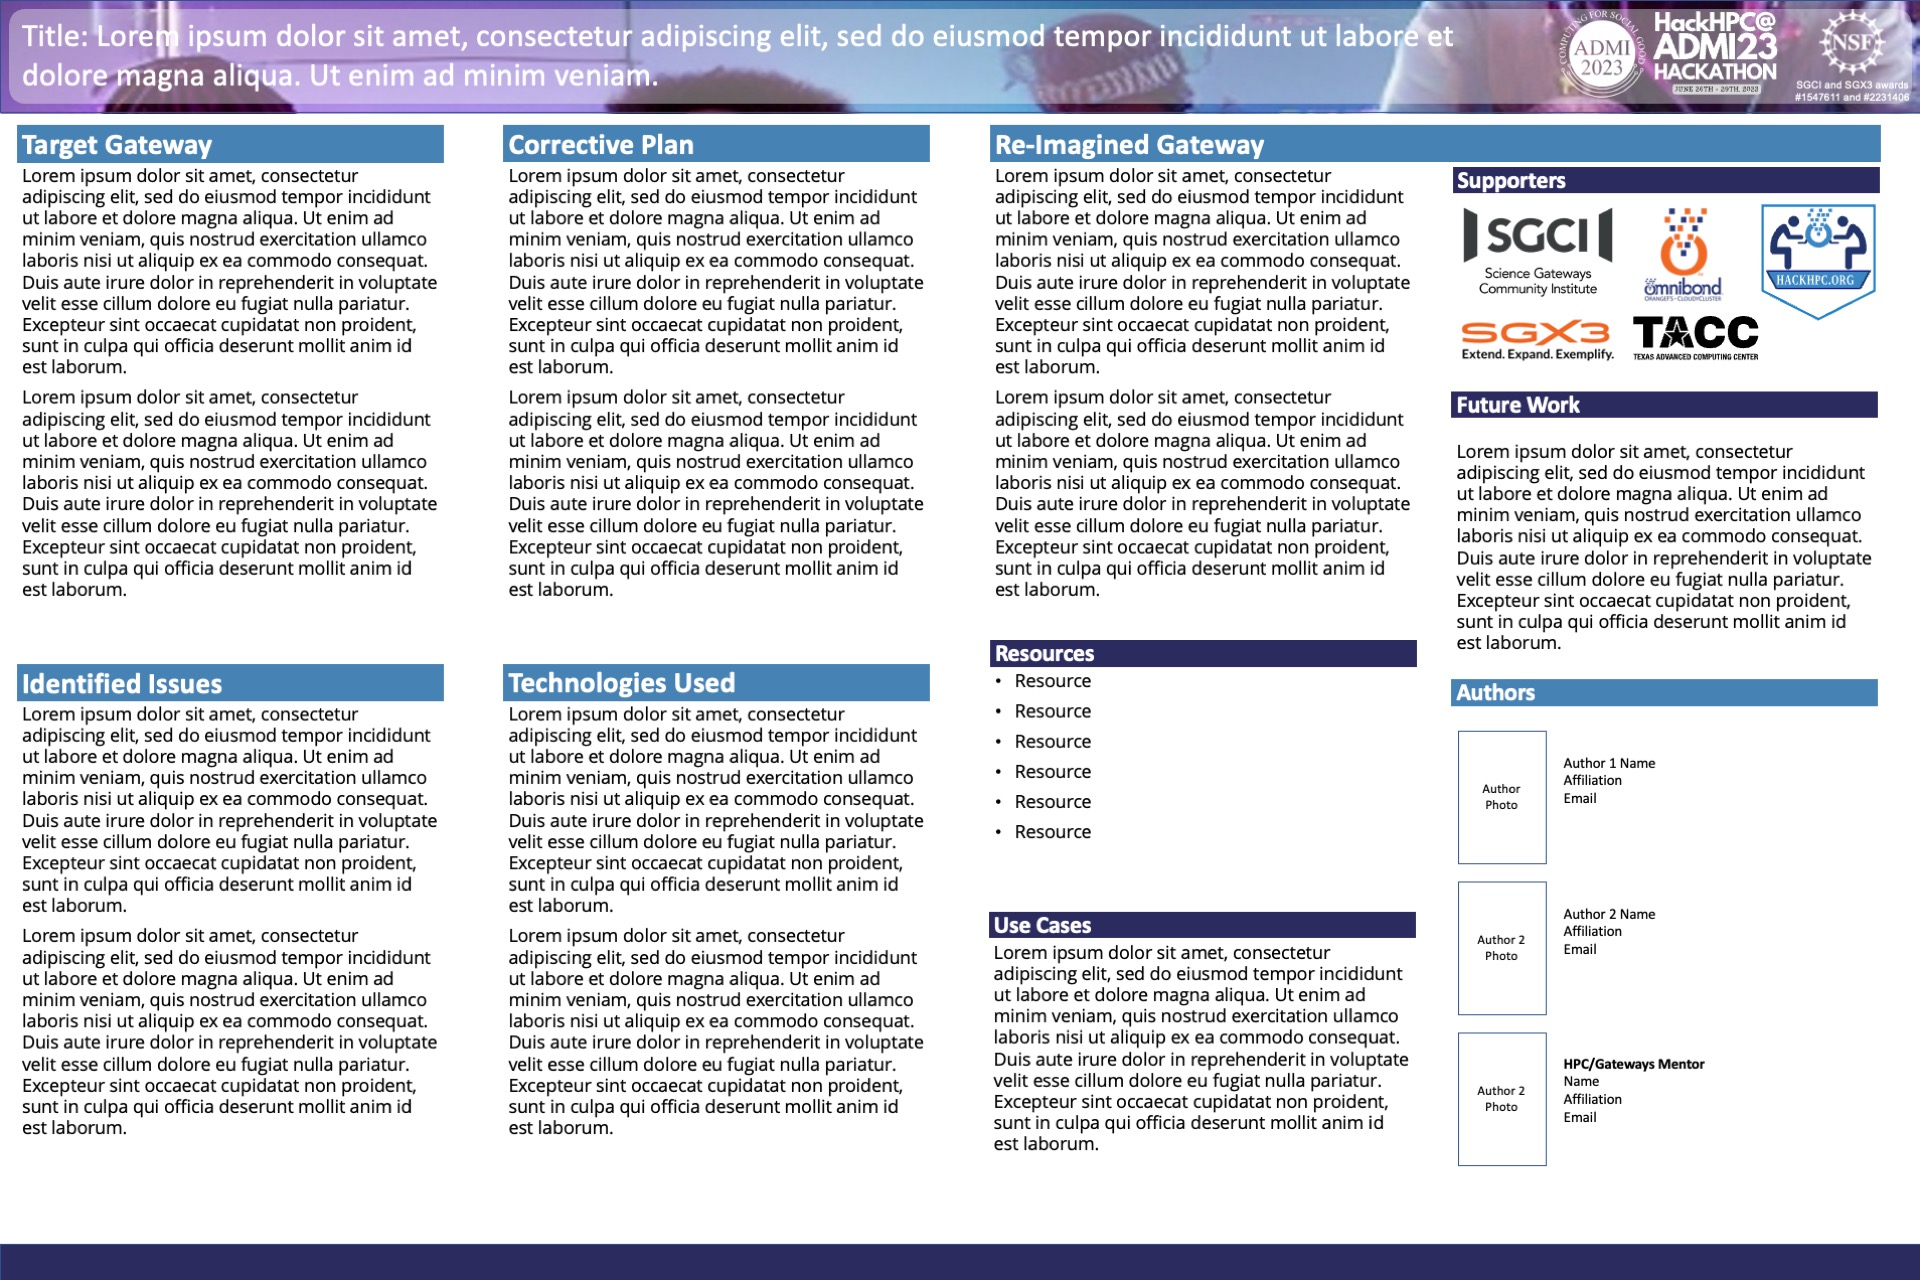 Title: Lorem ipsum dolor sit amet, consectetur adipiscing elit, sed do eiusmod tempor incididunt ut labore et
dolore magna aliqua. Ut enim ad minim veniam.
COMPUTING FOR SOCIAL GOOD
ADMI
2023
HackHPC@
ADMI23
HACKATHON
JUNE 26TH - 29TH, 2023
NSF
SGCI and SGX3 awards
#1547611 and #2231406
Target Gateway
Lorem ipsum dolor sit amet, consectetur
adipiscing elit, sed do eiusmod tempor incididunt
ut labore et dolore magna aliqua. Ut enim ad
minim veniam, quis nostrud exercitation ullamco
laboris nisi ut aliquip ex ea commodo consequat.
Duis aute irure dolor in reprehenderit in voluptate
velit esse cillum dolore eu fugiat nulla pariatur.
Excepteur sint occaecat cupidatat non proident,
sunt in culpa qui officia deserunt mollit anim id
est laborum.
Lorem ipsum dolor sit amet, consectetur
adipiscing elit, sed do eiusmod tempor incididunt
ut labore et dolore magna aliqua. Ut enim ad
minim veniam, quis nostrud exercitation ullamco
laboris nisi ut aliquip ex ea commodo consequat.
Duis aute irure dolor in reprehenderit in voluptate
velit esse cillum dolore eu fugiat nulla pariatur.
Excepteur sint occaecat cupidatat non proident,
sunt in culpa qui officia deserunt mollit anim id
est laborum.
Identified Issues
Lorem ipsum dolor sit amet, consectetur
adipiscing elit, sed do eiusmod tempor incididunt
ut labore et dolore magna aliqua. Ut enim ad
minim veniam, quis nostrud exercitation ullamco
laboris nisi ut aliquip ex ea commodo consequat.
Duis aute irure dolor in reprehenderit in voluptate
velit esse cillum dolore eu fugiat nulla pariatur.
Excepteur sint occaecat cupidatat non proident,
sunt in culpa qui officia deserunt mollit anim id
est laborum.
Lorem ipsum dolor sit amet, consectetur
adipiscing elit, sed do eiusmod tempor incididunt
ut labore et dolore magna aliqua. Ut enim ad
minim veniam, quis nostrud exercitation ullamco
laboris nisi ut aliquip ex ea commodo consequat.
Duis aute irure dolor in reprehenderit in voluptate
velit esse cillum dolore eu fugiat nulla pariatur.
Excepteur sint occaecat cupidatat non proident,
sunt in culpa qui officia deserunt mollit anim id
est laborum.
Corrective Plan
Lorem ipsum dolor sit amet, consectetur
adipiscing elit, sed do eiusmod tempor incididunt
ut labore et dolore magna aliqua. Ut enim ad
minim veniam, quis nostrud exercitation ullamco
laboris nisi ut aliquip ex ea commodo consequat.
Duis aute irure dolor in reprehenderit in voluptate
velit esse cillum dolore eu fugiat nulla pariatur.
Excepteur sint occaecat cupidatat non proident,
sunt in culpa qui officia deserunt mollit anim id
est laborum.
Lorem ipsum dolor sit amet, consectetur
adipiscing elit, sed do eiusmod tempor incididunt
ut labore et dolore magna aliqua. Ut enim ad
minim veniam, quis nostrud exercitation ullamco
laboris nisi ut aliquip ex ea commodo consequat.
Duis aute irure dolor in reprehenderit in voluptate
velit esse cillum dolore eu fugiat nulla pariatur.
Excepteur sint occaecat cupidatat non proident,
sunt in culpa qui officia deserunt mollit anim id
est laborum.
Technologies Used
Lorem ipsum dolor sit amet, consectetur
adipiscing elit, sed do eiusmod tempor incididunt
ut labore et dolore magna aliqua. Ut enim ad
minim veniam, quis nostrud exercitation ullamco
laboris nisi ut aliquip ex ea commodo consequat.
Duis aute irure dolor in reprehenderit in voluptate
velit esse cillum dolore eu fugiat nulla pariatur.
Excepteur sint occaecat cupidatat non proident,
sunt in culpa qui officia deserunt mollit anim id
est laborum.
Lorem ipsum dolor sit amet, consectetur
adipiscing elit, sed do eiusmod tempor incididunt
ut labore et dolore magna aliqua. Ut enim ad
minim veniam, quis nostrud exercitation ullamco
laboris nisi ut aliquip ex ea commodo consequat.
Duis aute irure dolor in reprehenderit in voluptate
velit esse cillum dolore eu fugiat nulla pariatur.
Excepteur sint occaecat cupidatat non proident,
sunt in culpa qui officia deserunt mollit anim id
est laborum.
Re-Imagined Gateway
Lorem ipsum dolor sit amet, consectetur
adipiscing elit, sed do eiusmod tempor incididunt
ut labore et dolore magna aliqua. Ut enim ad
minim veniam, quis nostrud exercitation ullamco
laboris nisi ut aliquip ex ea commodo consequat.
Duis aute irure dolor in reprehenderit in voluptate
velit esse cillum dolore eu fugiat nulla pariatur.
Excepteur sint occaecat cupidatat non proident,
sunt in culpa qui officia deserunt mollit anim id
est laborum.
Lorem ipsum dolor sit amet, consectetur
adipiscing elit, sed do eiusmod tempor incididunt
ut labore et dolore magna aliqua. Ut enim ad
minim veniam, quis nostrud exercitation ullamco
laboris nisi ut aliquip ex ea commodo consequat.
Duis aute irure dolor in reprehenderit in voluptate
velit esse cillum dolore eu fugiat nulla pariatur.
Excepteur sint occaecat cupidatat non proident,
sunt in culpa qui officia deserunt mollit anim id
est laborum.
Resources
• Resource
• Resource
• Resource
• Resource
• Resource
• Resource
Use Cases
Lorem ipsum dolor sit amet, consectetur
adipiscing elit, sed do eiusmod tempor incididunt
ut labore et dolore magna aliqua. Ut enim ad
minim veniam, quis nostrud exercitation ullamco
laboris nisi ut aliquip ex ea commodo consequat.
Duis aute irure dolor in reprehenderit in voluptate
velit esse cillum dolore eu fugiat nulla pariatur.
Excepteur sint occaecat cupidatat non proident,
sunt in culpa qui officia deserunt mollit anim id
est laborum.
Supporters
SGCI
Science Gateways
Community Institute
omnibond
ORANGEFS • CLOUDYCLUSTER
HACKHPC.ORG
SGX3
Extend. Expand. Exemplify.
TACC
TEXAS ADVANCED COMPUTING CENTER
Future Work
Lorem ipsum dolor sit amet, consectetur
adipiscing elit, sed do eiusmod tempor incididunt
ut labore et dolore magna aliqua. Ut enim ad
minim veniam, quis nostrud exercitation ullamco
laboris nisi ut aliquip ex ea commodo consequat.
Duis aute irure dolor in reprehenderit in voluptate
velit esse cillum dolore eu fugiat nulla pariatur.
Excepteur sint occaecat cupidatat non proident,
sunt in culpa qui officia deserunt mollit anim id
est laborum.
Authors
Author
Photo
Author 1 Name
Affiliation
Email
Author 2
Photo
Author 2 Name
Affiliation
Email
Author 2
Photo
HPC/Gateways Mentor
Name
Affiliation
Email